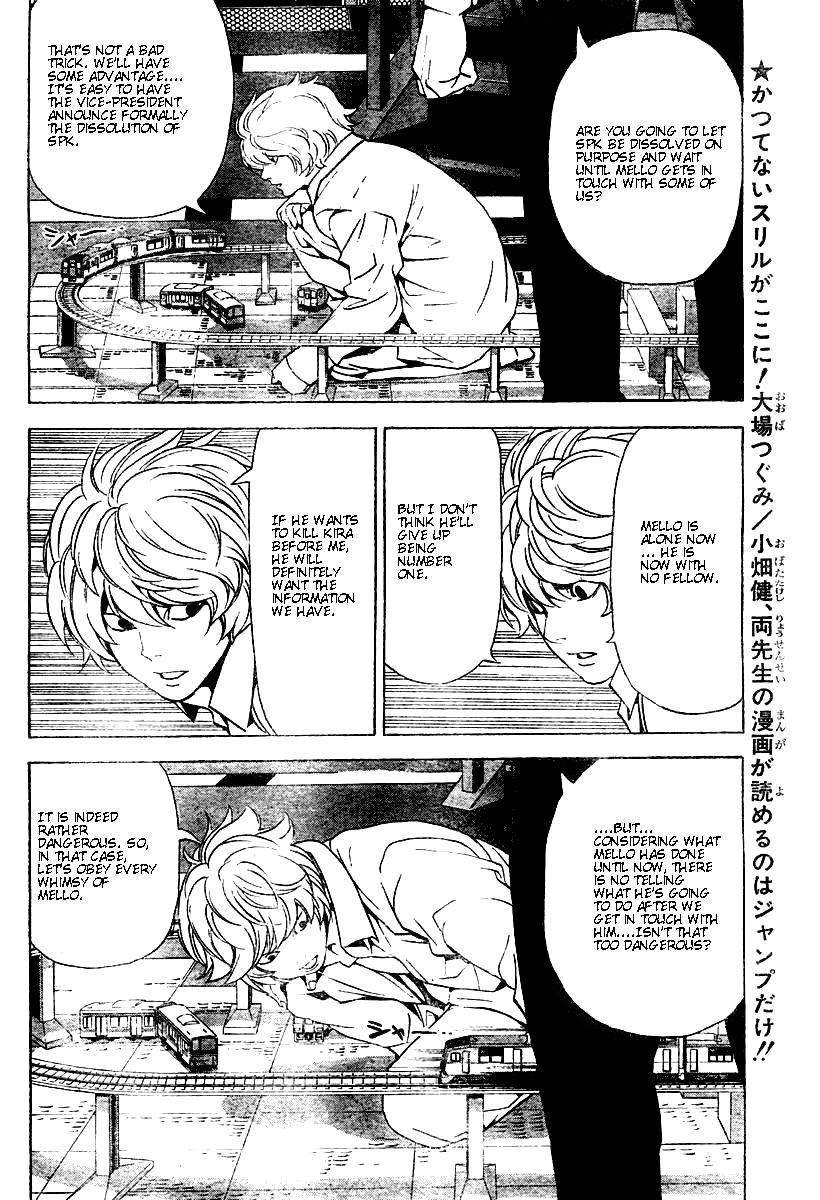 ARE YOU GOING TO LET
SPK BE DISSOLVED ON
PURPOSE AND WAIT
UNTIL MELLO GETS IN
TOUCH WITH SOME OF
US?
THAT'S NOT A BAD
TRICK. WE'LL HAVE
SOME ADVANTAGE....
IT'S EASY TO HAVE
THE VICE-PRESIDENT
ANNOUNCE FORMALLY
THE DISSOLUTION OF
SPK.
シャー
MELLO IS
ALONE NOW
... HE IS
NOW WITH
NO FELLOW.
BUT I DON'T
THINK HE'LL
GIVE UP
BEING
NUMBER
ONE.
IF HE WANTS
TO KILL KIRA
BEFORE ME,
HE WILL
DEFINITELY
WANT THE
INFORMATION
WE HAVE.
....BUT...
CONSIDERING WHAT
MELLO HAS DONE
UNTIL NOW, THERE
IS NO TELLING
WHAT HE'S GOING
TO DO AFTER WE
GET IN TOUCH WITH
HIM....ISN'T THAT
TOO DANGEROUS?
IT IS INDEED
RATHER
DANGEROUS. SO,
IN THAT CASE,
LET'S OBEY EVERY
WHIMSY OF
MELLO.
★かつてないスリルがここに!大場つぐみ/小畑健、両先生の漫画が読めるのはジャンプだけ!!